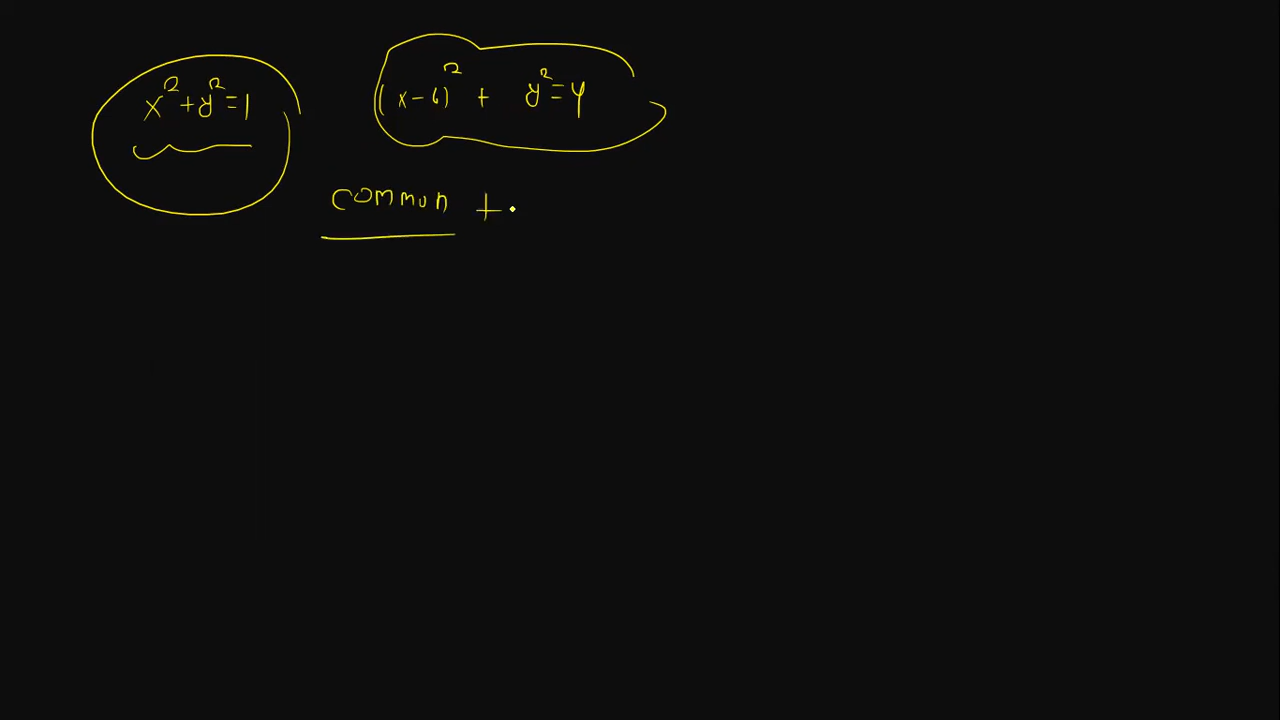 x²+y²=1 (x-6)² + y²=4
common t